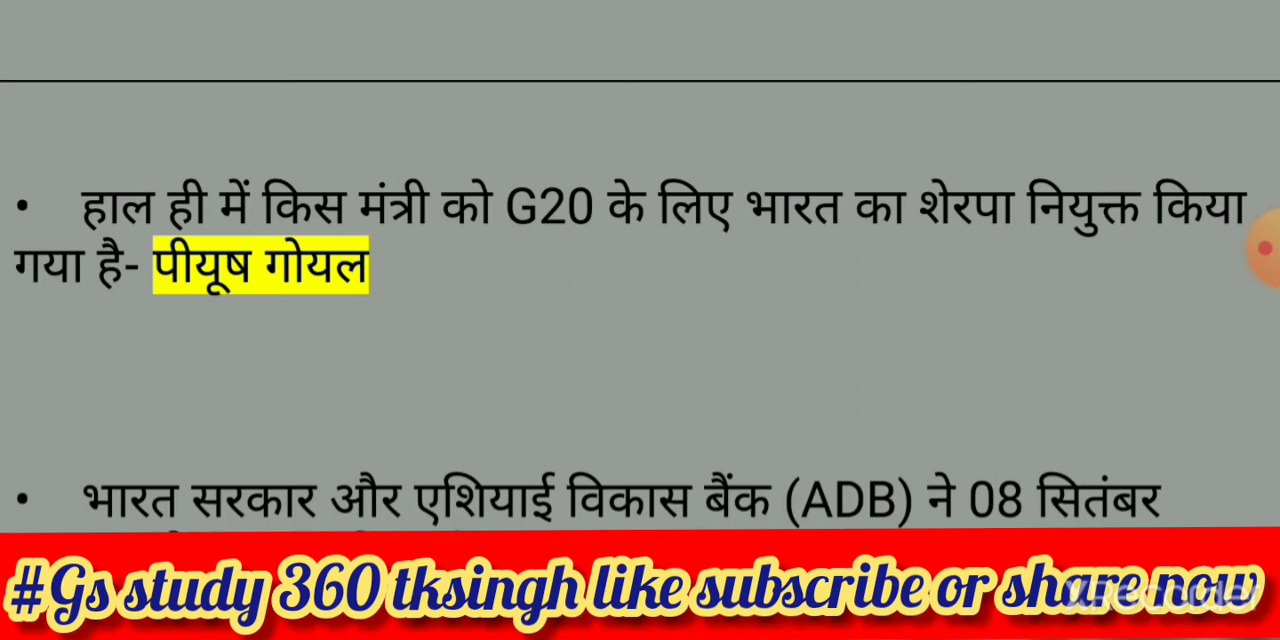 • हाल ही में किस मंत्री को G20 के लिए भारत का शेरपा नियुक्त किया
गया है- पीयूष गोयल
• भारत सरकार और एशियाई विकास बैंक (ADB) ने 08 सितंबर
#Gs study 360 tksingh like subscribe or share now
XRecorder